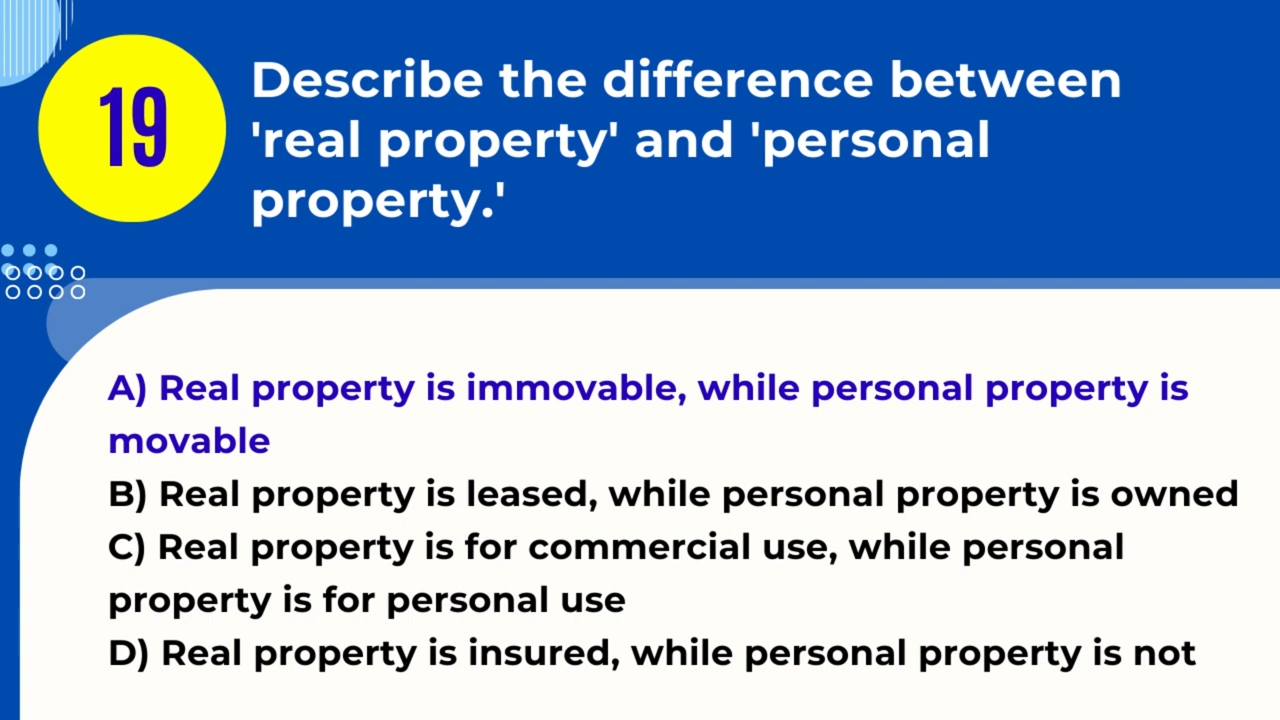 19
Describe the difference between
'real property' and 'personal
property.'
A) Real property is immovable, while personal property is
movable
B) Real property is leased, while personal property is owned
C) Real property is for commercial use, while personal
property is for personal use
D) Real property is insured, while personal property is not